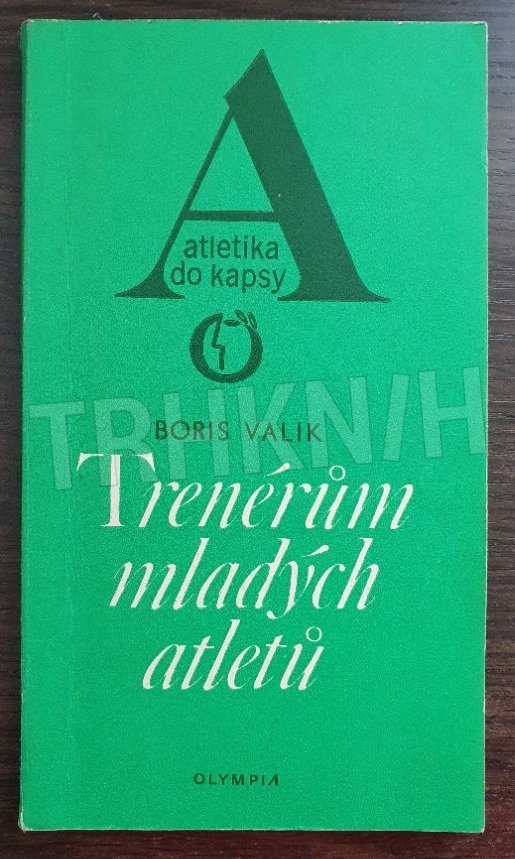 A
atletika
do kapsy
TRHKNIH
BORIS VALIK
Trenérům
mladých
atletů
OLYMPIA